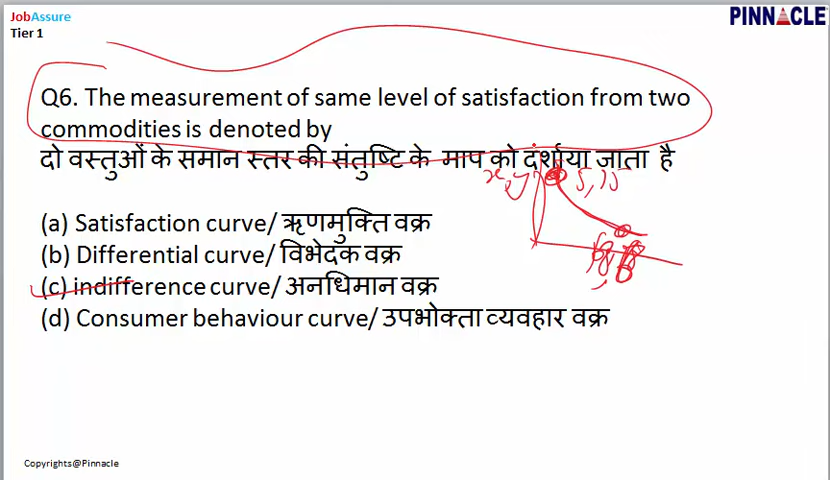 JobAssure
Tier 1
PINNACLE
Q6. The measurement of same level of satisfaction from two
commodities is denoted by
दो वस्तुओं के समान स्तर की संतुष्टि के माप को दर्शाया जाता है
(a) Satisfaction curve/ ऋणमुक्ति वक्र
(b) Differential curve/ विभेदक वक्र
(c) indifference curve/ अनधिमान वक्र
(d) Consumer behaviour curve/ उपभोक्ता व्यवहार वक्र
Copyrights@Pinnacle